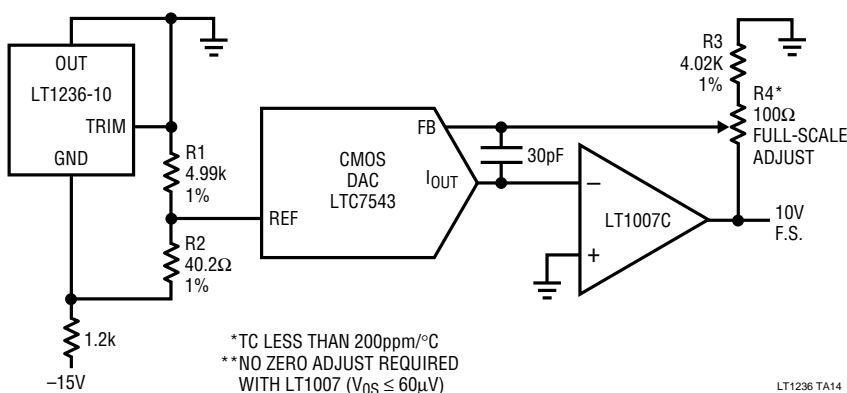 OUT
LT1236-10
TRIM
GND
R1
4.99k
1%
R2
40.2Ω
1%
1.2k
–15V
REF
CMOS
DAC
LTC7543
FB
IOUT
30pF
R3
4.02K
1%
R4*
100Ω
FULL-SCALE
ADJUST
–
LT1007C
+
10V
F.S.
*TC LESS THAN 200ppm/°C
**NO ZERO ADJUST REQUIRED
WITH LT1007 (V0S ≤ 60µV)
LT1236 TA14